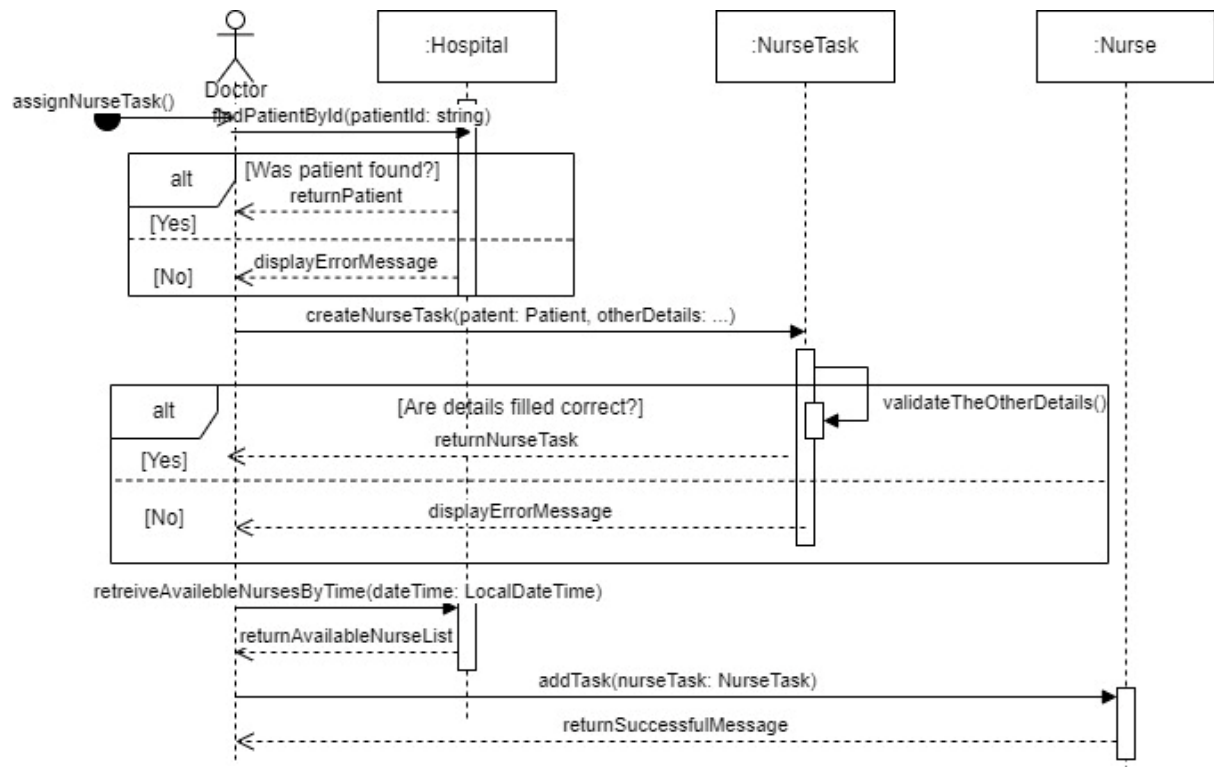 :Hospital
:NurseTask
:Nurse
Doctor
assignNurseTask()
findPatientById(patientId: string)
alt
[Was patient found?]
returnPatient
[Yes]
displayErrorMessage
[No]
createNurseTask(patent: Patient, otherDetails: ...)
alt
[Are details filled correct?]
validateTheOtherDetails()
returnNurseTask
[Yes]
displayErrorMessage
[No]
retreiveAvailebleNursesByTime(dateTime: LocalDateTime)
returnAvailableNurseList
addTask(nurseTask: NurseTask)
returnSuccessfulMessage